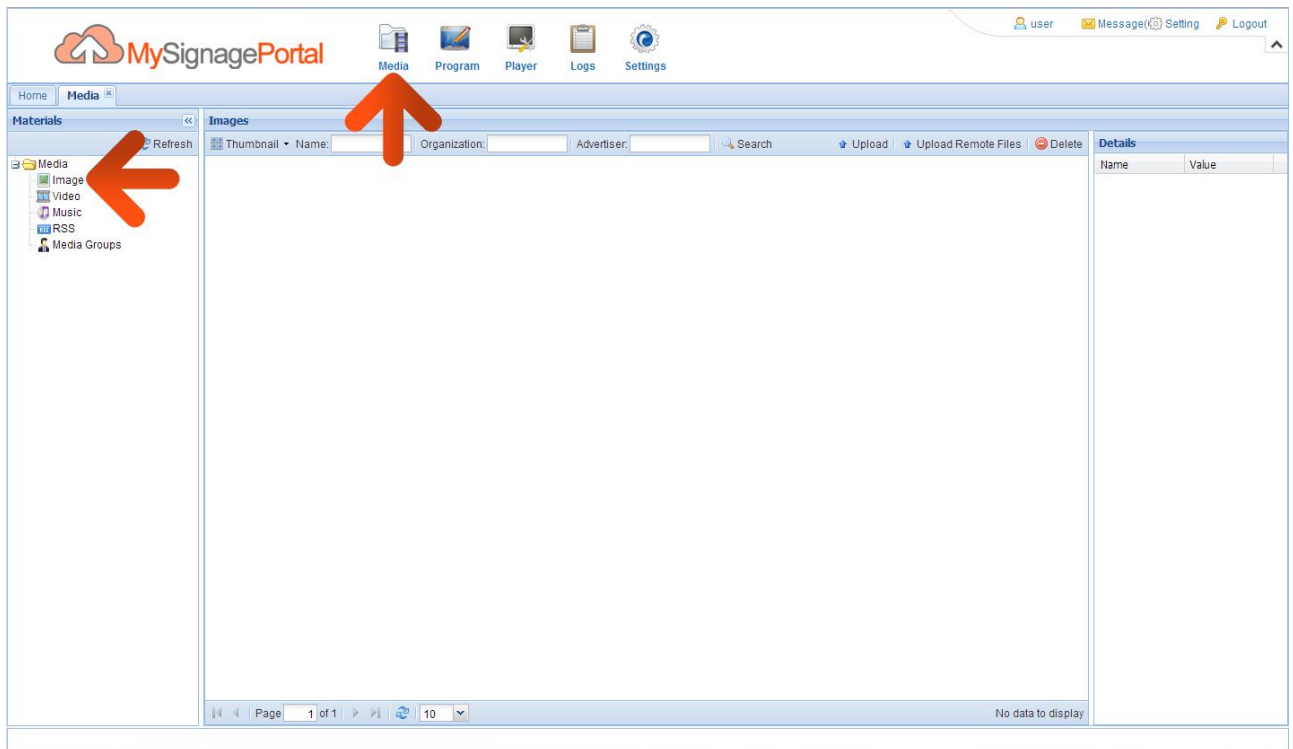 MySignagePortal
Media
Program
Player
Logs
Settings
user
Message(
Setting
Logout
Home
Media
Materials
Images
Refresh
Thumbnail
Name:
Organization:
Advertiser:
Search
Upload
Upload Remote Files
Delete
Details
Name
Value
Media
Image
Video
Music
RSS
Media Groups
Page 1 of 1
10
No data to display